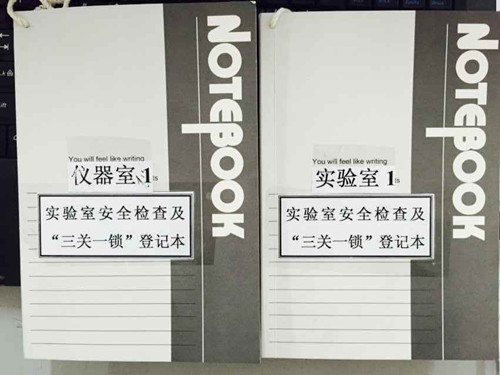 NOTEBOOK
You will feel like writing
仪器室 1
实验室安全检查及
“三关一锁”登记本
NOTEBOOK
You will feel like writing
实验室 1
实验室安全检查及
“三关一锁”登记本